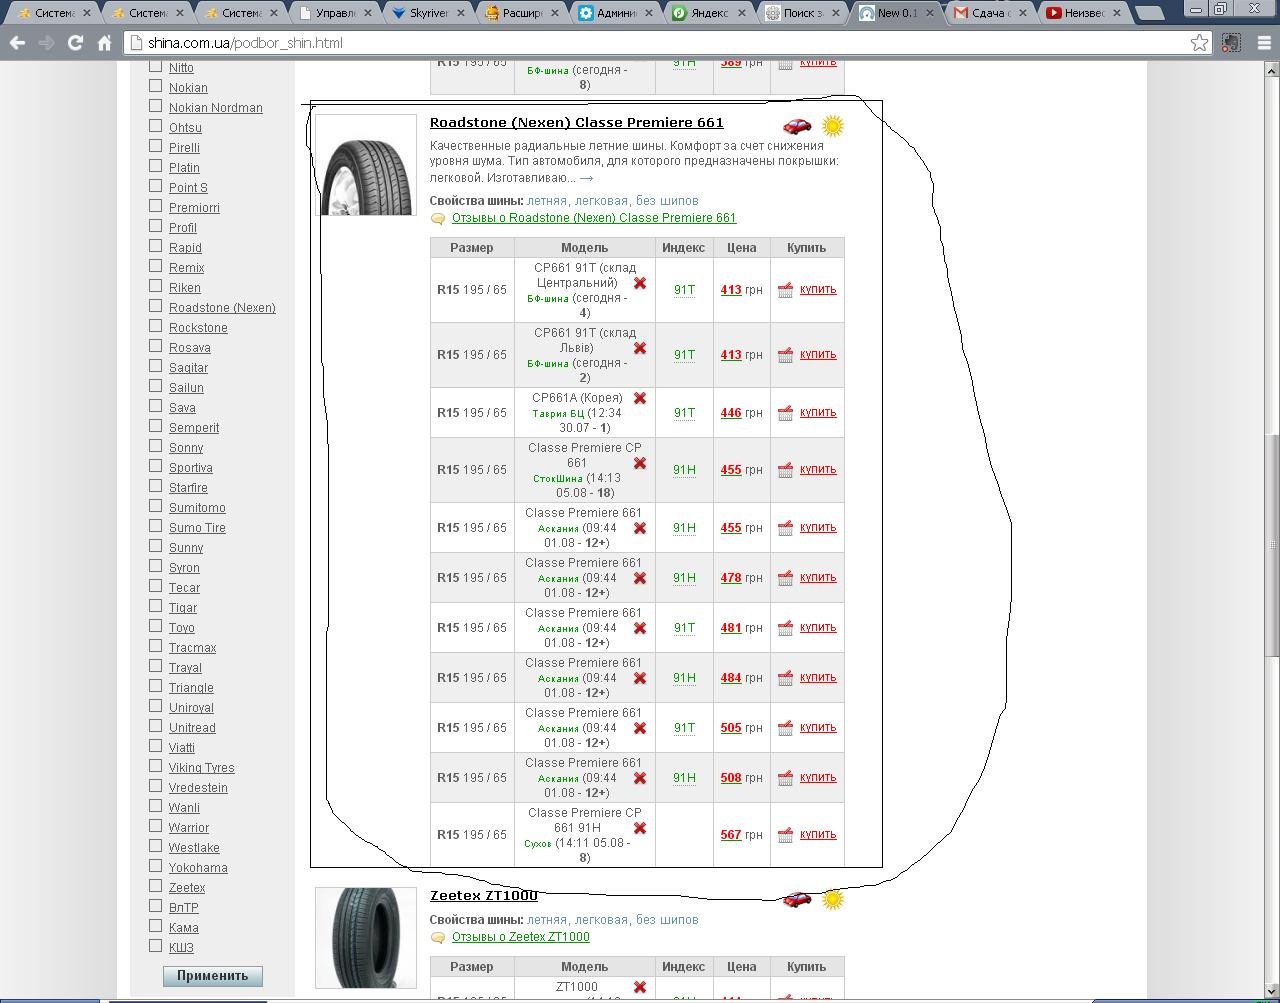 Систем
Систем
Систем
Управл
Skyriver
Расшир
Админи
Яндекс
Поиск з
New 0.1
Сдача
Неизвес
shina.com.ua/podbor_shin.html
Nitto
Nokian
Nokian Nordman
Ohtsu
Pirelli
Platin
Point S
Premiorri
Profil
Rapid
Remix
Riken
Roadstone (Nexen)
Rockstone
Rosava
Sagitar
Sailun
Sava
Semperit
Sonny
Sportiva
Starfire
Sumitomo
Sumo Tire
Sunny
Syron
Tecar
Tigar
Toyo
Tracmax
Trayal
Triangle
Uniroyal
Unitread
Viatti
Viking Tyres
Vredestein
Wanli
Warrior
Westlake
Yokohama
Zeetex
ВлТР
Кама
КШЗ
Применить
R15 195 / 65 91H 389 грн купить
БФ-шина (сегодня -
8)
Roadstone (Nexen) Classe Premiere 661
Качественные радиальные летние шины. Комфорт за счет снижения
уровня шума. Тип автомобиля, для которого предназначены покрышки:
легковой. Изготавливаю... →
Свойства шины: летняя, легковая, без шипов
Отзывы о Roadstone (Nexen) Classe Premiere 661
Размер Модель Индекс Цена Купить
CP661 91T (склад
Центральний)
R15 195 / 65 91T 413 грн купить
БФ-шина (сегодня -
4)
CP661 91T (склад
Львів)
R15 195 / 65 91T 413 грн купить
БФ-шина (сегодня -
2)
CP661A (Корея)
R15 195 / 65 Таврия БЦ (12:34 91T 446 грн купить
30.07 - 1)
Classe Premiere CP
661
R15 195 / 65 91H 455 грн купить
СтокШина (14:13
05.08 - 18)
Classe Premiere 661
R15 195 / 65 Аскания (09:44 91H 455 грн купить
01.08 - 12+)
Classe Premiere 661
R15 195 / 65 Аскания (09:44 91H 478 грн купить
01.08 - 12+)
Classe Premiere 661
R15 195 / 65 Аскания (09:44 91T 481 грн купить
01.08 - 12+)
Classe Premiere 661
R15 195 / 65 Аскания (09:44 91H 484 грн купить
01.08 - 12+)
Classe Premiere 661
R15 195 / 65 Аскания (09:44 91T 505 грн купить
01.08 - 12+)
Classe Premiere 661
R15 195 / 65 Аскания (09:44 91H 508 грн купить
01.08 - 12+)
Classe Premiere CP
661 91H
R15 195 / 65 567 грн купить
Сухов (14:11 05.08 -
8)
Zeetex ZT1000
Свойства шины: летняя, легковая, без шипов
Отзывы о Zeetex ZT1000
Размер Модель Индекс Цена Купить
ZT1000